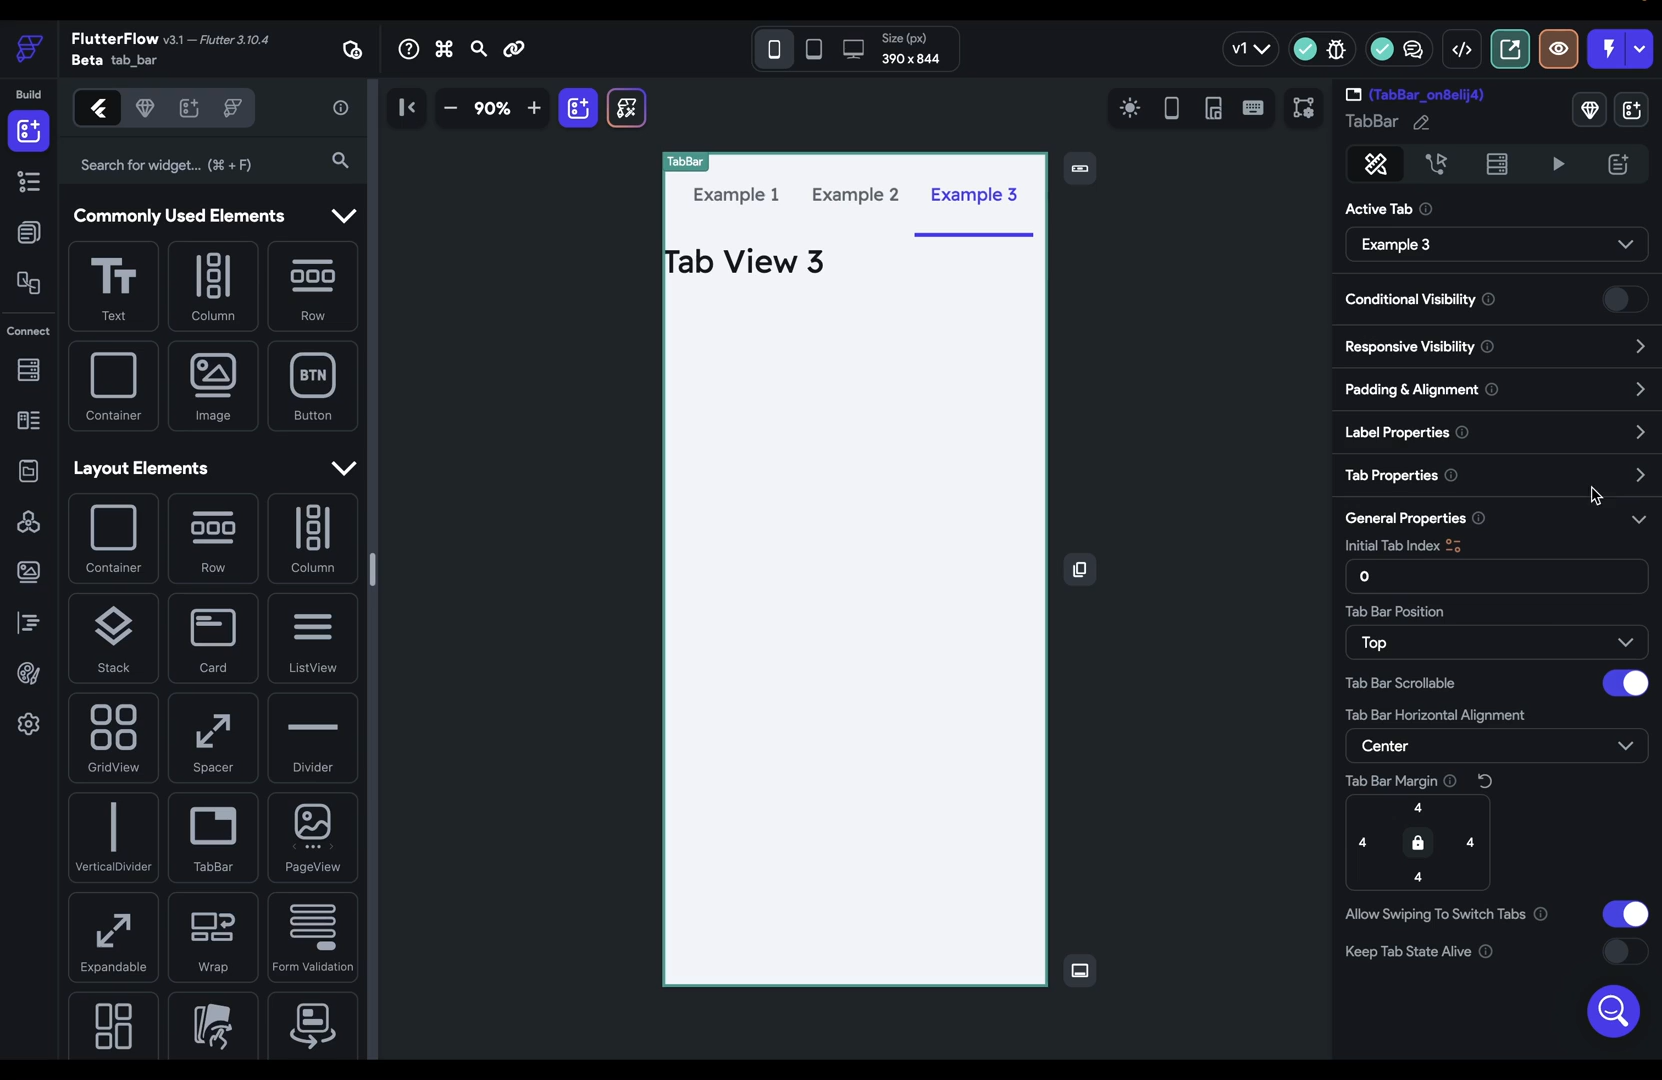 FlutterFlow v3.1 – Flutter 3.10.4
Beta tab_bar
Size (px)
390 x 844
v1
Build
Connect
Search for widget... (⌘ + F)
Commonly Used Elements
Text
Column
Row
Container
Image
BTN
Button
Layout Elements
Container
Row
Column
Stack
Card
ListView
GridView
Spacer
Divider
VerticalDivider
TabBar
PageView
Expandable
Wrap
Form Validation
90%
TabBar
Example 1
Example 2
Example 3
Tab View 3
(TabBar_on8elij4)
TabBar
Active Tab
Example 3
Conditional Visibility
Responsive Visibility
Padding & Alignment
Label Properties
Tab Properties
General Properties
Initial Tab Index
0
Tab Bar Position
Top
Tab Bar Scrollable
Tab Bar Horizontal Alignment
Center
Tab Bar Margin
4
4 4
4
Allow Swiping To Switch Tabs
Keep Tab State Alive